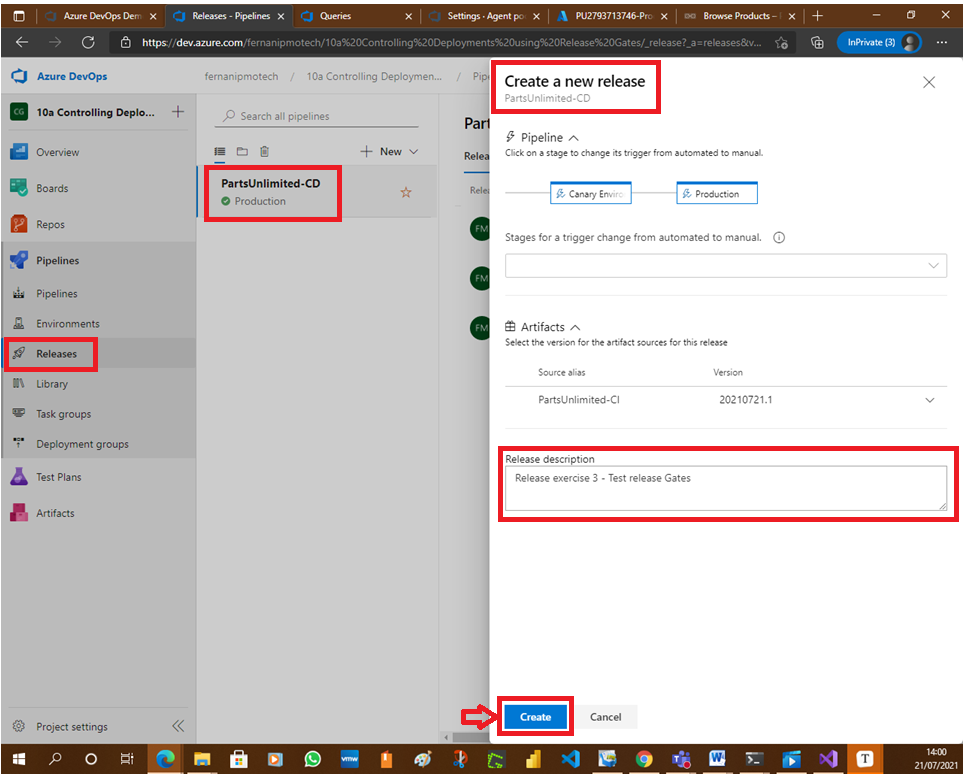 Azure DevOps Dem
Releases - Pipelines
Queries
Settings · Agent po
PU2793713746-Pro
Browse Products –
https://dev.azure.com/fernanipmotech/10a%20Controlling%20Deployments%20using%20Release%20Gates/_release?_a=releases&v...
InPrivate (3)
Azure DevOps
fernanipmotech / 10a Controlling Deploymen... / Pip
CG
10a Controlling Deplo...
Overview
Boards
Repos
Pipelines
Pipelines
Environments
Releases
Library
Task groups
Deployment groups
Test Plans
Artifacts
Project settings
Search all pipelines
New
PartsUnlimited-CD
Production
Part
Relea
Relea
FM
FM
FM
Create a new release
PartsUnlimited-CD
Pipeline
Click on a stage to change its trigger from automated to manual.
Canary Enviro
Production
Stages for a trigger change from automated to manual.
Artifacts
Select the version for the artifact sources for this release
Source alias Version
PartsUnlimited-CI 20210721.1
Release description
Release exercise 3 - Test release Gates
Create Cancel
vmw
T
14:00
21/07/2021